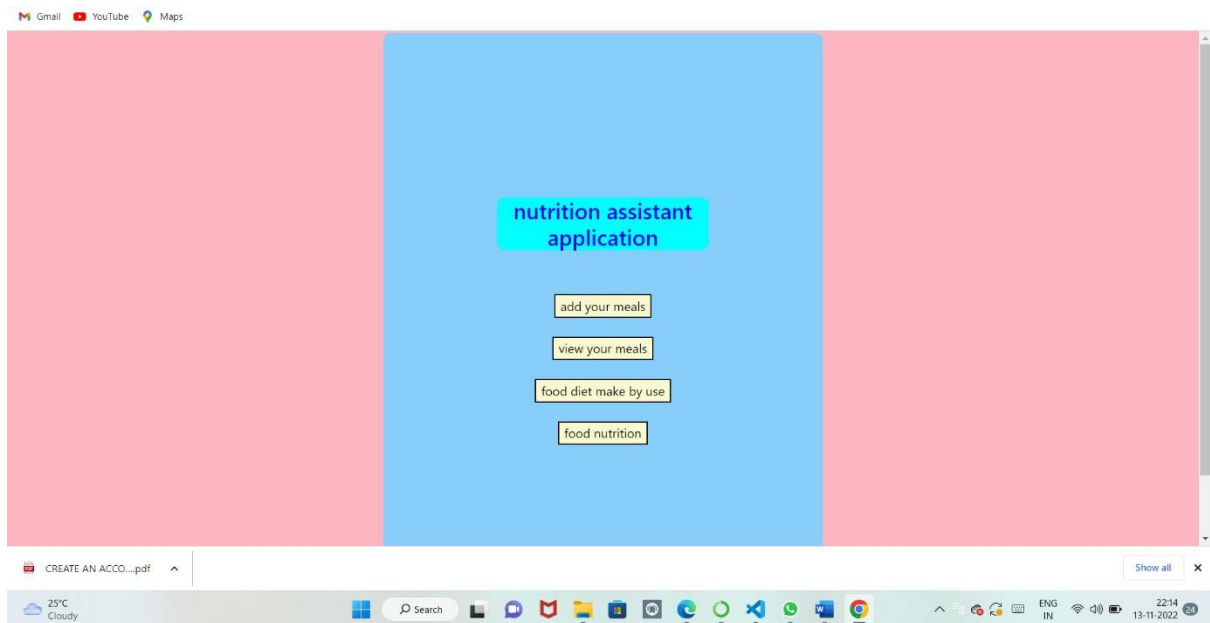 Gmail YouTube Maps
nutrition assistant
application
add your meals
view your meals
food diet make by use
food nutrition
CREATE AN ACCO....pdf
Show all
25°C
Cloudy
Search
ENG
IN
22:14
13-11-2022
24